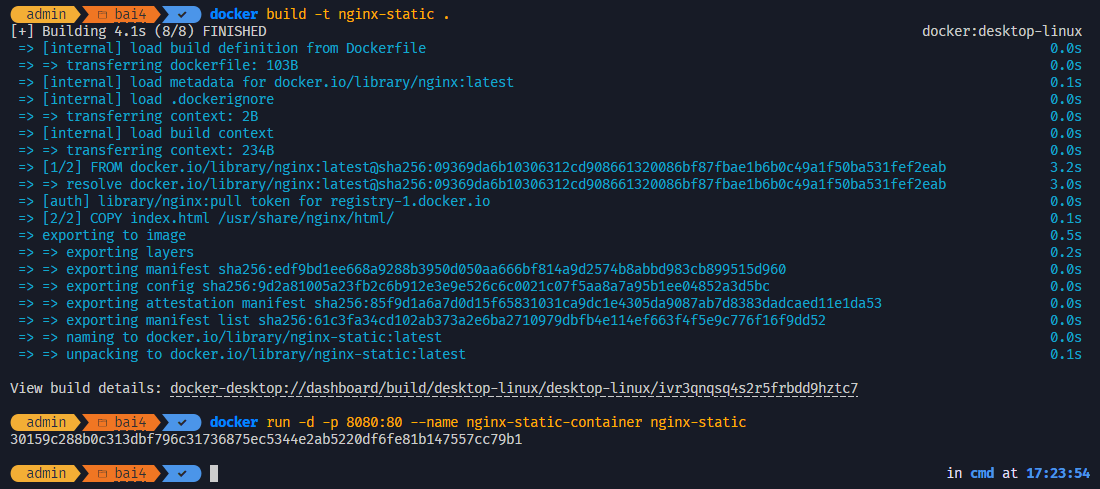 admin bai4 ✓ docker build -t nginx-static .
[+] Building 4.1s (8/8) FINISHED docker:desktop-linux
=> [internal] load build definition from Dockerfile 0.0s
=> => transferring dockerfile: 103B 0.0s
=> [internal] load metadata for docker.io/library/nginx:latest 0.1s
=> [internal] load .dockerignore 0.0s
=> => transferring context: 2B 0.0s
=> [internal] load build context 0.0s
=> => transferring context: 234B 0.0s
=> [1/2] FROM docker.io/library/nginx:latest@sha256:09369da6b10306312cd908661320086bf87fbae1b6b0c49a1f50ba531fef2eab 3.2s
=> => resolve docker.io/library/nginx:latest@sha256:09369da6b10306312cd908661320086bf87fbae1b6b0c49a1f50ba531fef2eab 3.0s
=> [auth] library/nginx:pull token for registry-1.docker.io 0.0s
=> [2/2] COPY index.html /usr/share/nginx/html/ 0.1s
=> exporting to image 0.5s
=> => exporting layers 0.2s
=> => exporting manifest sha256:edf9bd1ee668a9288b3950d050aa666bf814a9d2574b8abbd983cb899515d960 0.0s
=> => exporting config sha256:9d2a81005a23fb2c6b912e3e9e526c6c0021c07f5aa8a7a95b1ee04852a3d5bc 0.0s
=> => exporting attestation manifest sha256:85f9d1a6a7d0d15f65831031ca9dc1e4305da9087ab7d8383dadcaed11e1da53 0.0s
=> => exporting manifest list sha256:61c3fa34cd102ab373a2e6ba2710979dbfb4e114ef663f4f5e9c776f16f9dd52 0.0s
=> => naming to docker.io/library/nginx-static:latest 0.0s
=> => unpacking to docker.io/library/nginx-static:latest 0.1s
View build details: docker-desktop://dashboard/build/desktop-linux/desktop-linux/ivr3qnqsq4s2r5frbdd9hztc7
admin bai4 ✓ docker run -d -p 8080:80 --name nginx-static-container nginx-static
30159c288b0c313dbf796c31736875ec5344e2ab5220df6fe81b147557cc79b1
admin bai4 ✓ in cmd at 17:23:54